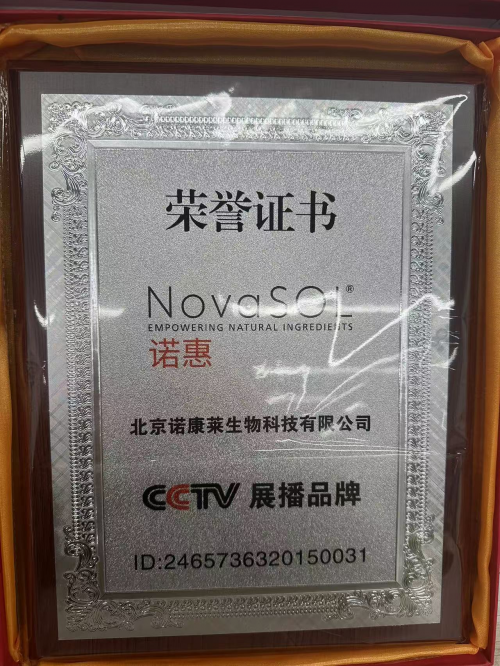 荣誉证书
NovaSOL®
EMPOWERING NATURAL INGREDIENTS
诺惠
北京诺康莱生物科技有限公司
CCTV 展播品牌
ID:2465736320150031